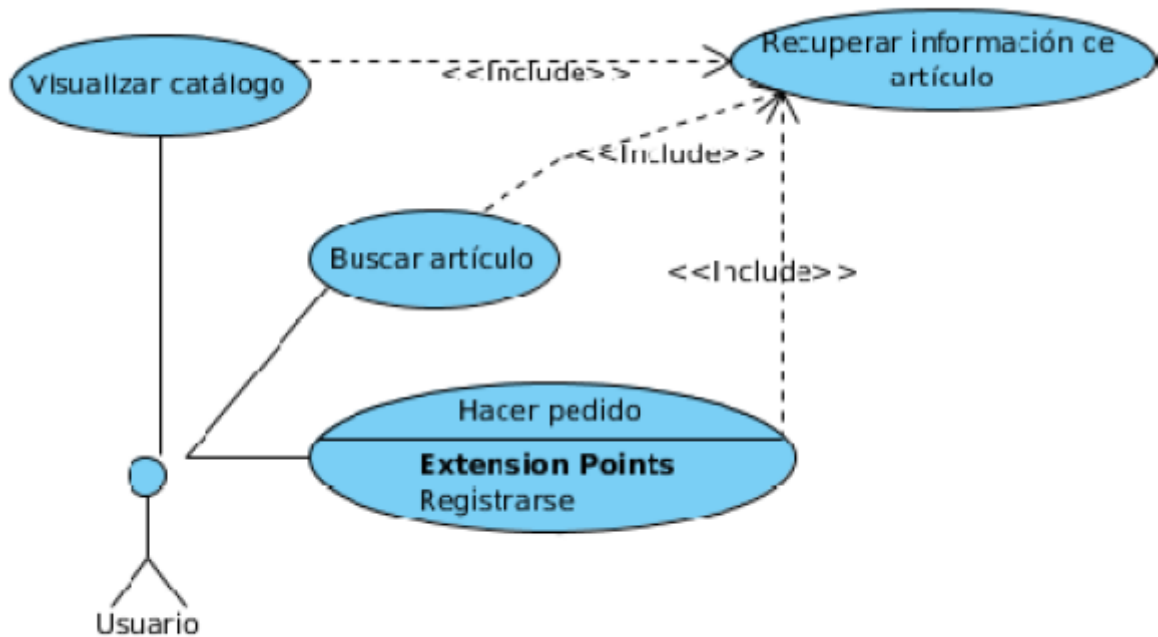 Visualizar catálogo
<<Include>>
Recuperar información de
artículo
<<Include>>
Buscar artículo
<<Include>>
Hacer pedido
Extension Points
Registrarse
Usuario